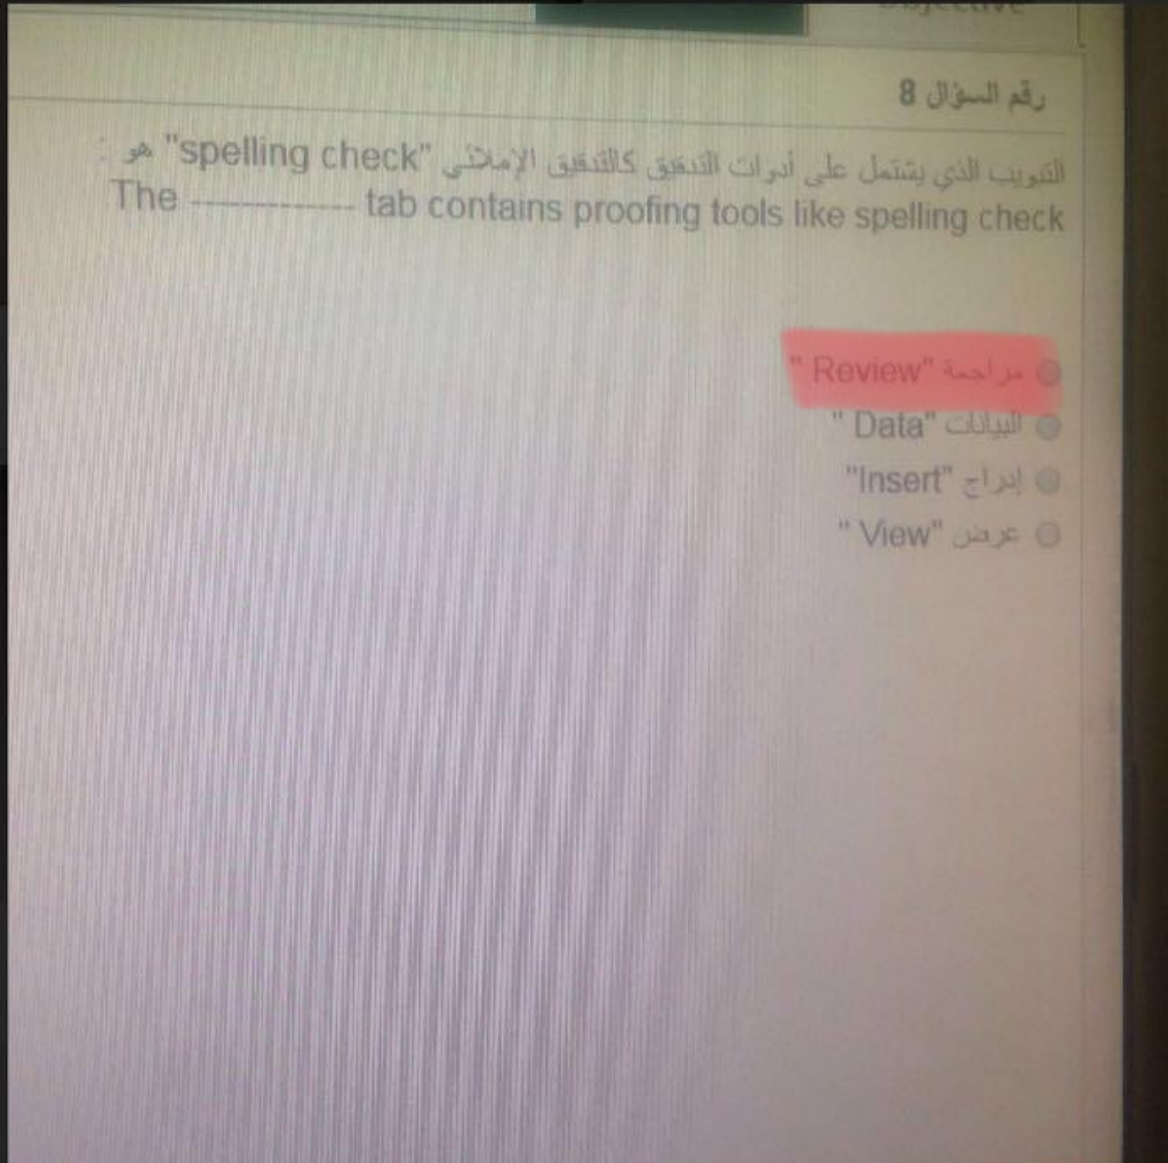 Objective
رقم السؤال 8
التبويب الذي يشتمل على أدوات التدقيق كالتدقيق الإملائي "spelling check" هو :
The ------------- tab contains proofing tools like spelling check
مراجعة "Review "
البيانات "Data "
إدراج "Insert"
عرض "View "